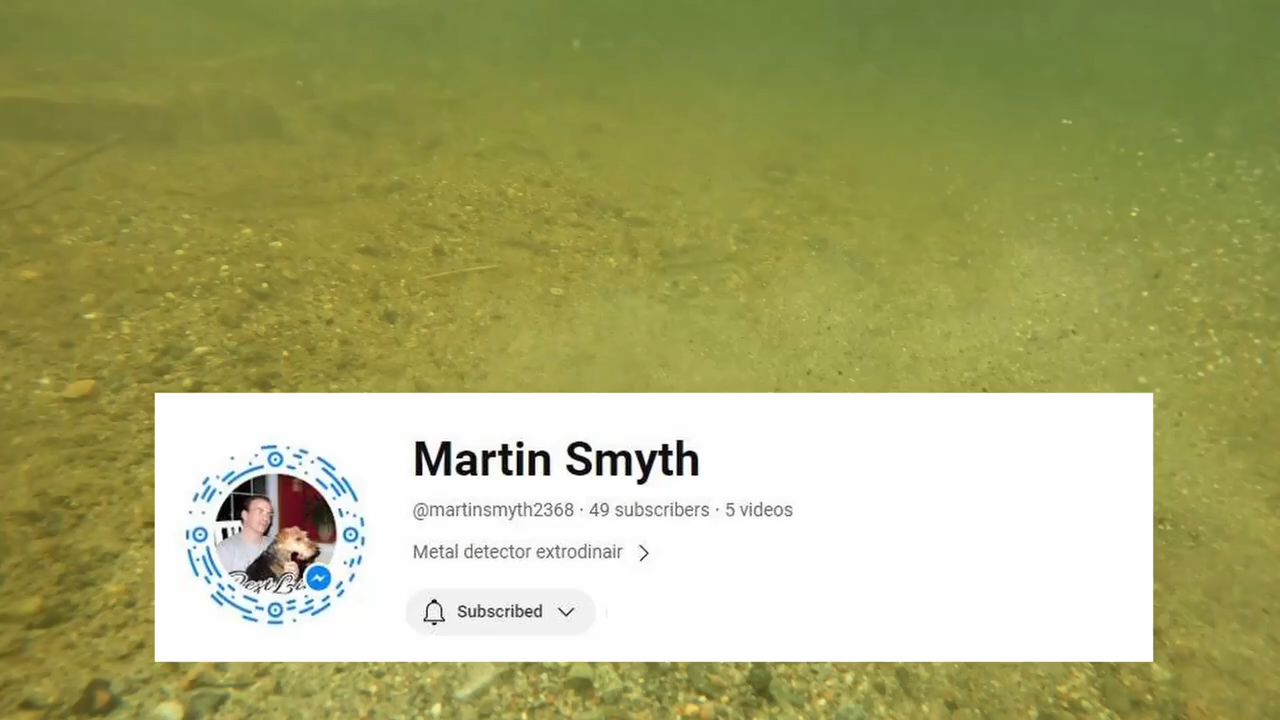 Martin Smyth
@martinsmyth2368 · 49 subscribers · 5 videos
Metal detector extrodinair
Subscribed